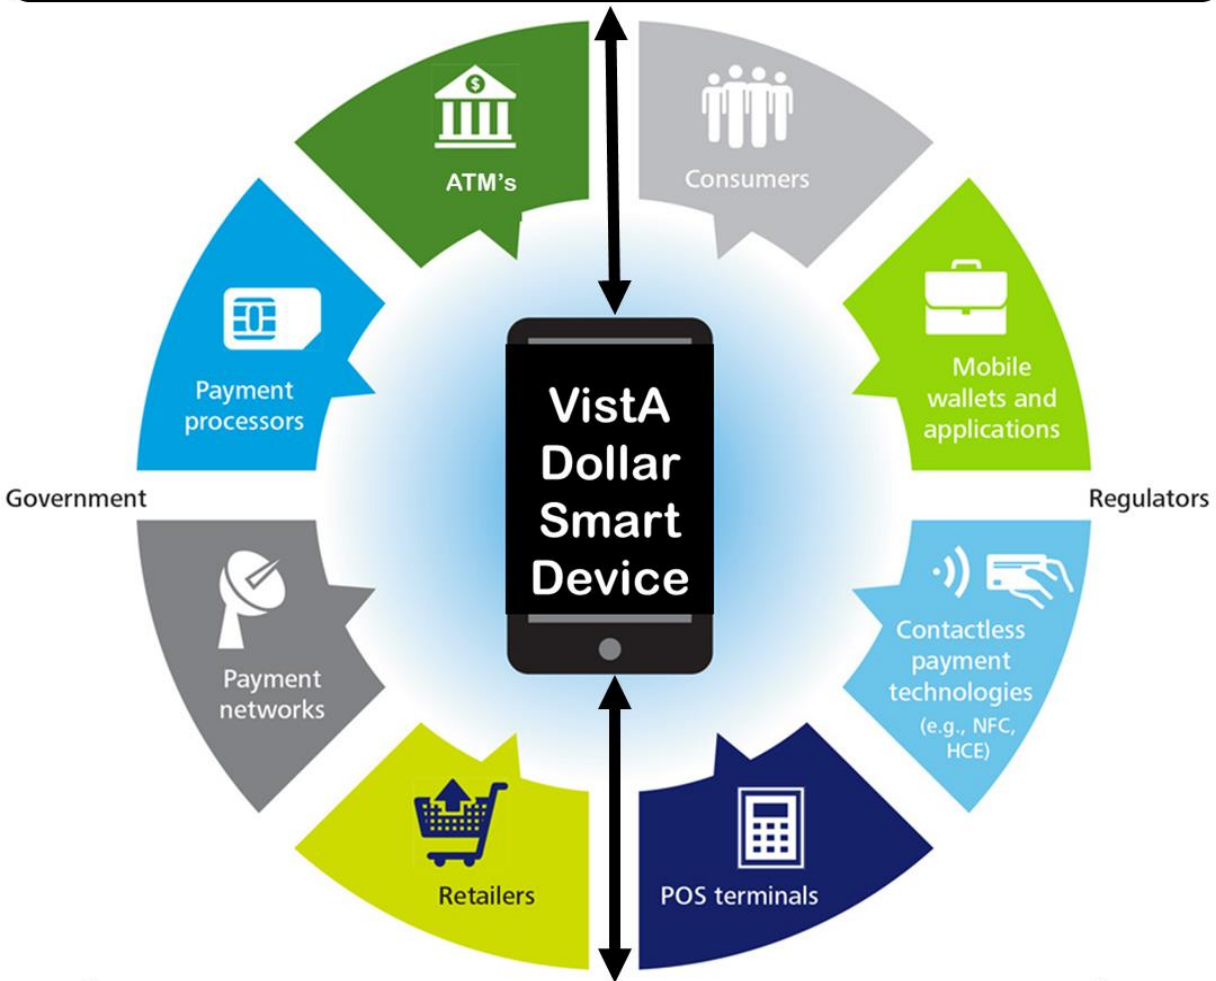 $
ATM's
Consumers
Payment
processors
Mobile
wallets and
applications
VistA
Dollar
Smart
Device
Government
Regulators
Payment
networks
Contactless
payment
technologies
(e.g., NFC,
HCE)
Retailers
POS terminals